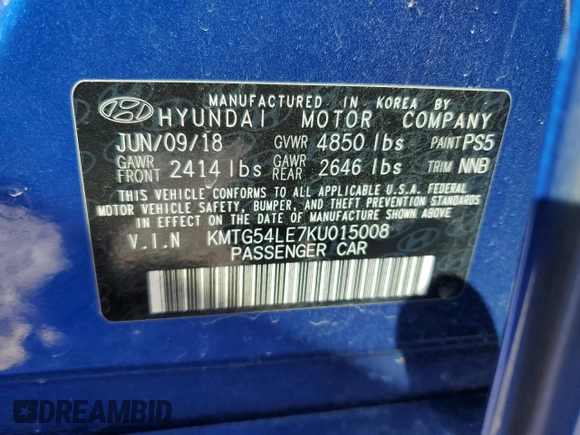 MANUFACTURED IN KOREA BY
HYUNDAI MOTOR COMPANY
JUN/09/18 GVWR 4850 lbs PAINT PS5
GAWR FRONT 2414 lbs GAWR REAR 2646 lbs TRIM NNB
THIS VEHICLE CONFORMS TO ALL APPLICABLE U.S.A. FEDERAL
MOTOR VEHICLE SAFETY, BUMPER, AND THEFT PREVENTION STANDARDS
IN EFFECT ON THE DATE OF MANUFACTURE SHOWN ABOVE.
V.I.N KMTG54LE7KU015008
PASSENGER CAR
DREAMBID.com